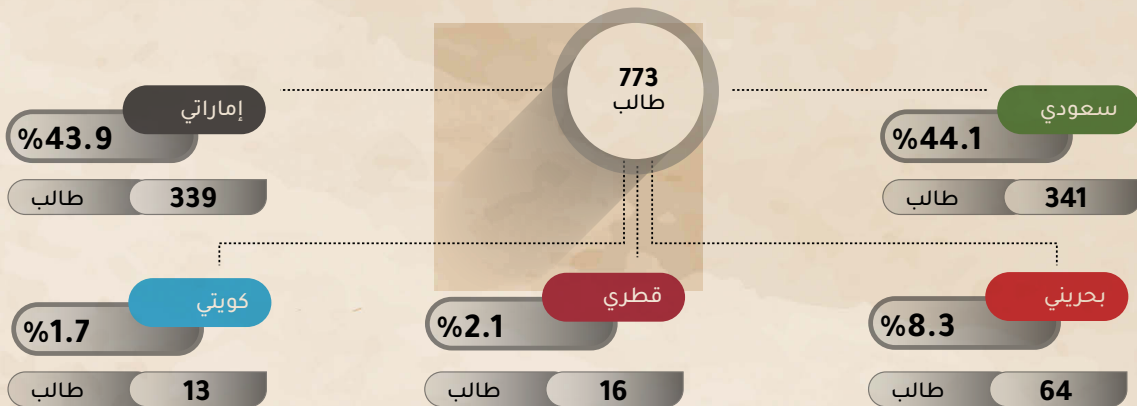 773
طالب
سعودي
%44.1
341 طالب
إماراتي
%43.9
339 طالب
بحريني
%8.3
64 طالب
قطري
%2.1
16 طالب
كويتي
%1.7
13 طالب